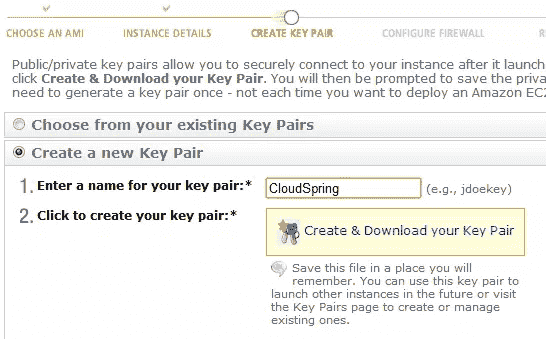 CHOOSE AN AMI INSTANCE DETAILS CREATE KEY PAIR CONFIGURE FIREWALL
Public/private key pairs allow you to securely connect to your instance after it launch
click Create & Download your Key Pair. You will then be prompted to save the priva
need to generate a key pair once - not each time you want to deploy an Amazon EC2
Choose from your existing Key Pairs
Create a new Key Pair
1. Enter a name for your key pair:* CloudSpring (e.g., jdoekey)
2. Click to create your key pair:* Create & Download your Key Pair
Save this file in a place you will
remember. You can use this key pair to
launch other instances in the future or visit
the Key Pairs page to create or manage
existing ones.